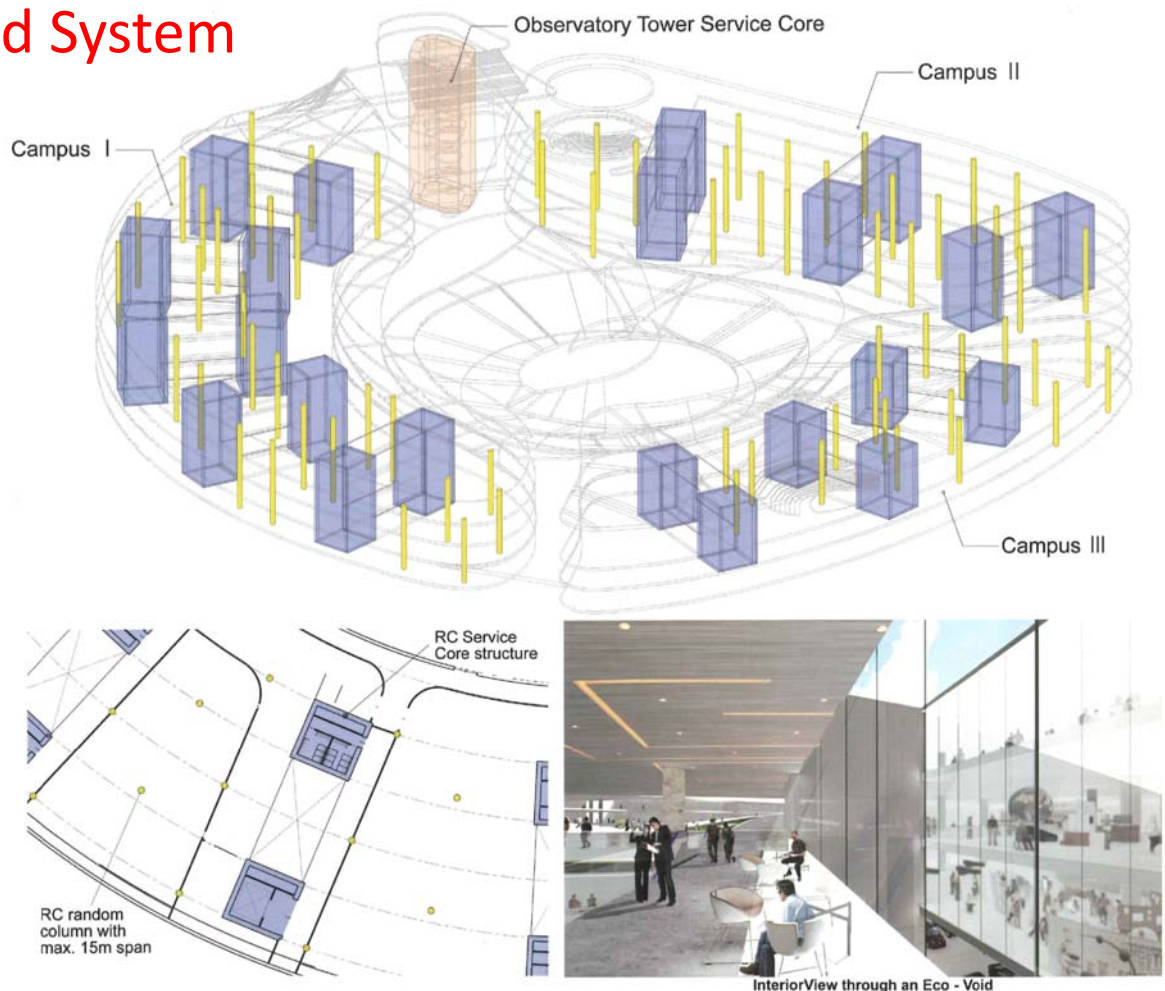 d System
Observatory Tower Service Core
Campus II
Campus I
Campus III
RC Service
Core structure
RC random
column with
max. 15m span
InteriorView through an Eco - Void